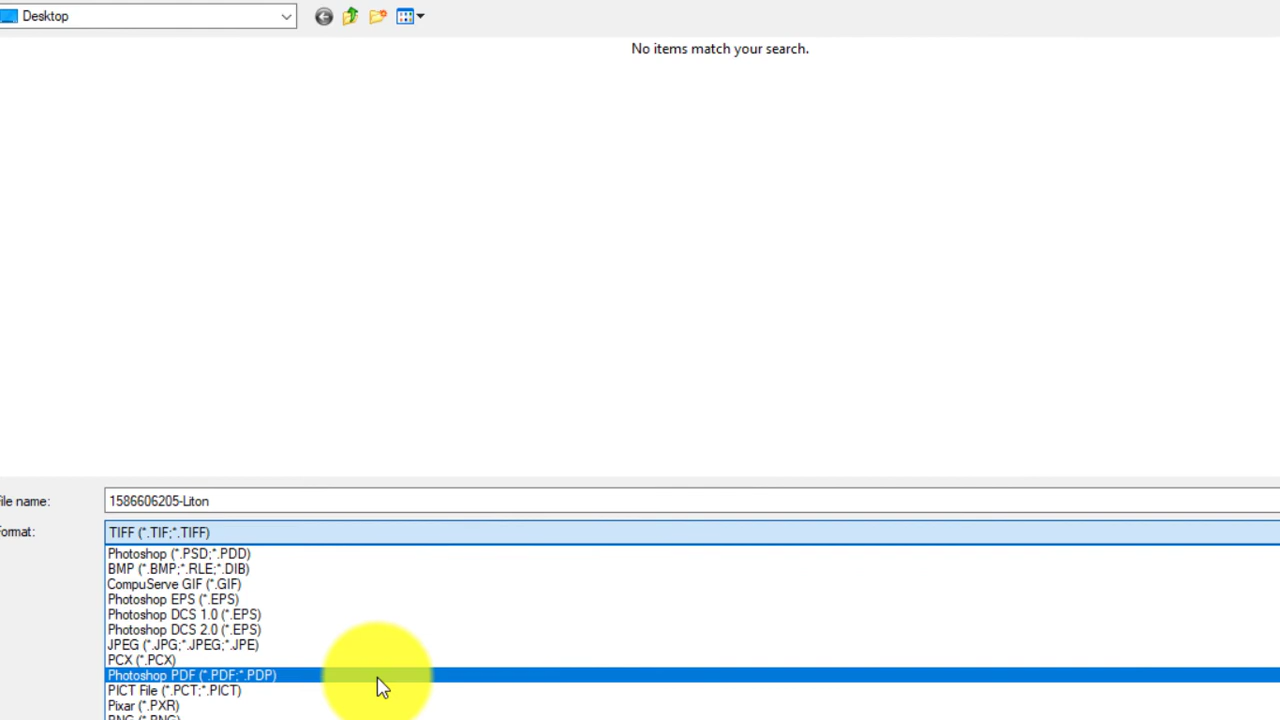 Desktop
No items match your search.
File name:
1586606205-Liton
Format:
TIFF (*.TIF;*.TIFF)
Photoshop (*.PSD;*.PDD)
BMP (*.BMP;*.RLE;*.DIB)
CompuServe GIF (*.GIF)
Photoshop EPS (*.EPS)
Photoshop DCS 1.0 (*.EPS)
Photoshop DCS 2.0 (*.EPS)
JPEG (*.JPG;*.JPEG;*.JPE)
PCX (*.PCX)
Photoshop PDF (*.PDF;*.PDP)
PICT File (*.PCT;*.PICT)
Pixar (*.PXR)
PNG (*.PNG)